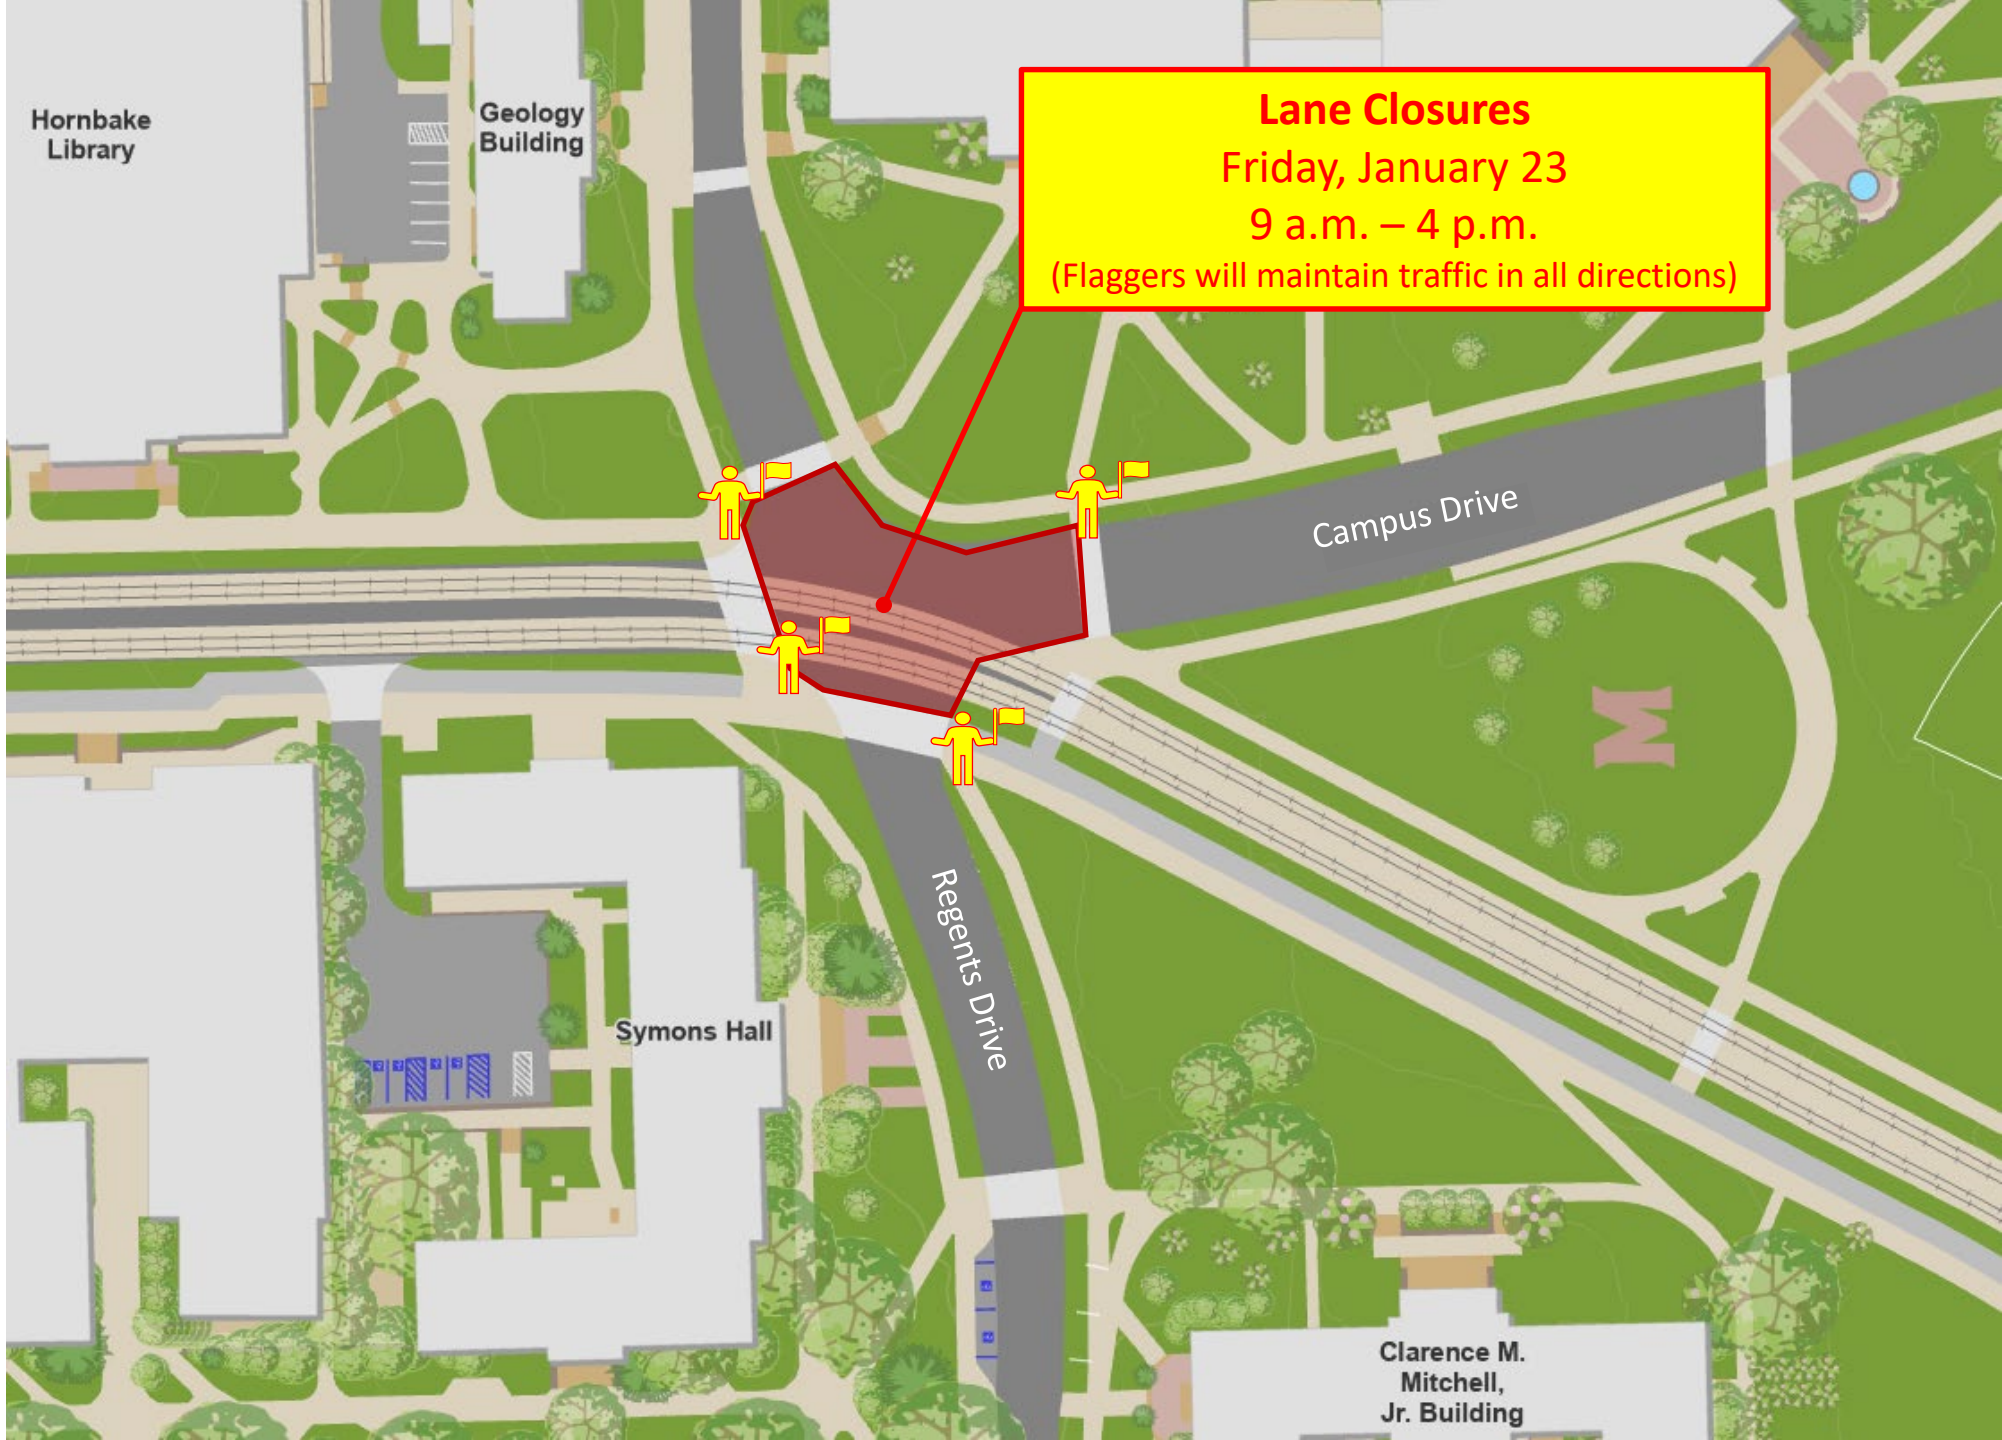 Hornbake
Library
Geology
Building
Lane Closures
Friday, January 23
9 a.m. – 4 p.m.
(Flaggers will maintain traffic in all directions)
Campus Drive
M
Regents Drive
Symons Hall
Clarence M.
Mitchell,
Jr. Building